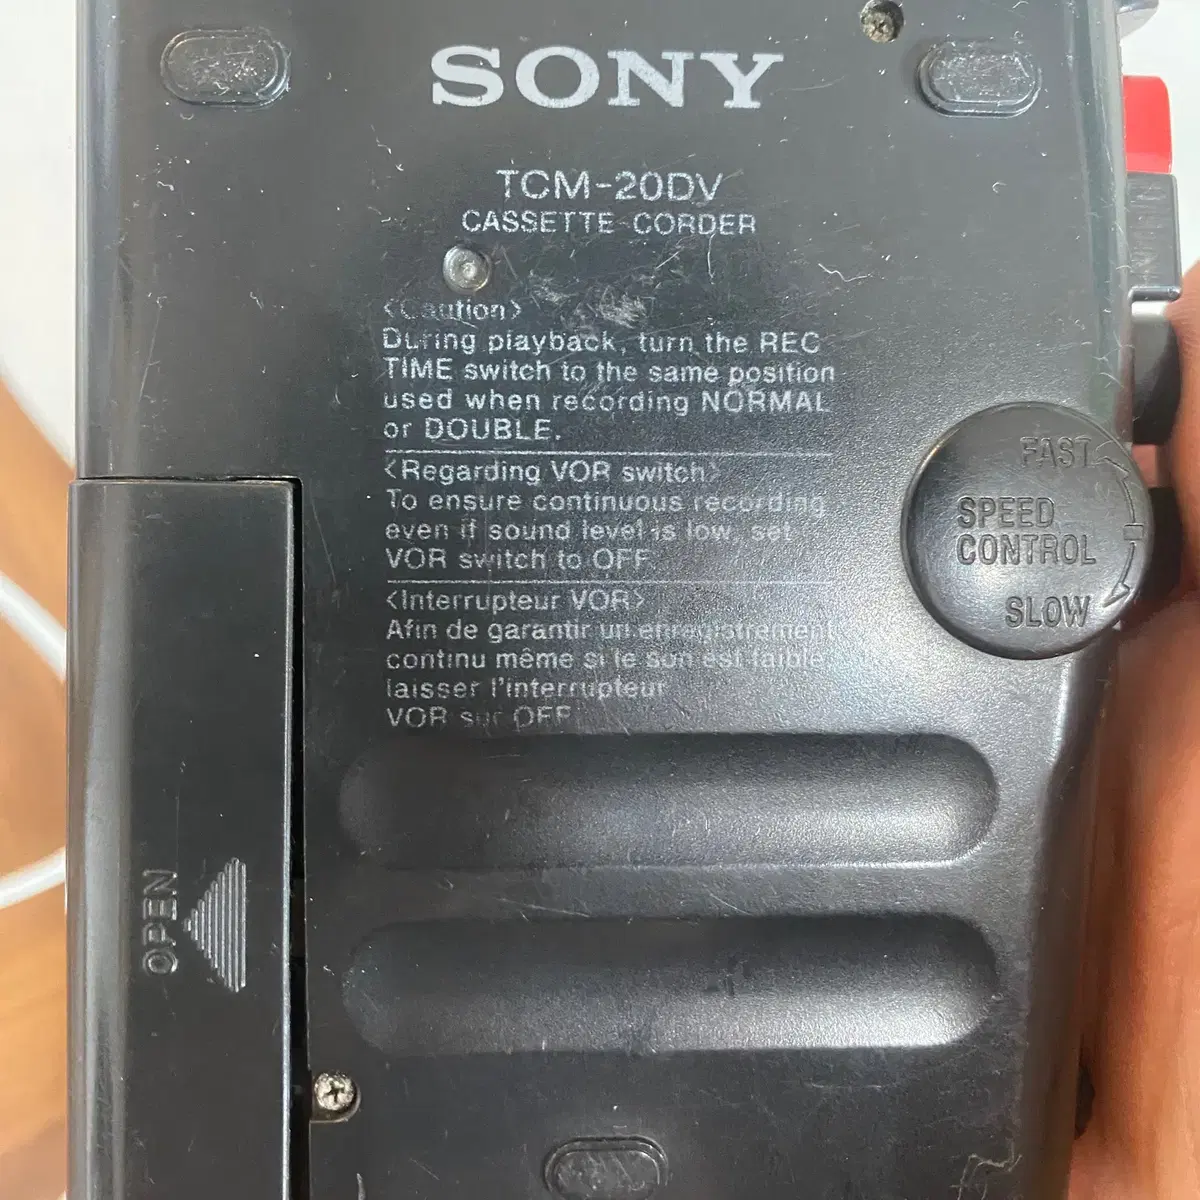 SONY
TCM-20DV
CASSETTE-CORDER
<Caution>
During playback, turn the REC
TIME switch to the same position
used when recording NORMAL
or DOUBLE.
<Regarding VOR switch>
To ensure continuous recording
even if sound level is low, set
VOR switch to OFF
<Interrupteur VOR>
Afin de garantir un enregistrement
continu même si le son est faible
laisser l'interrupteur
VOR sur OFF
FAST
SPEED
CONTROL
SLOW
OPEN